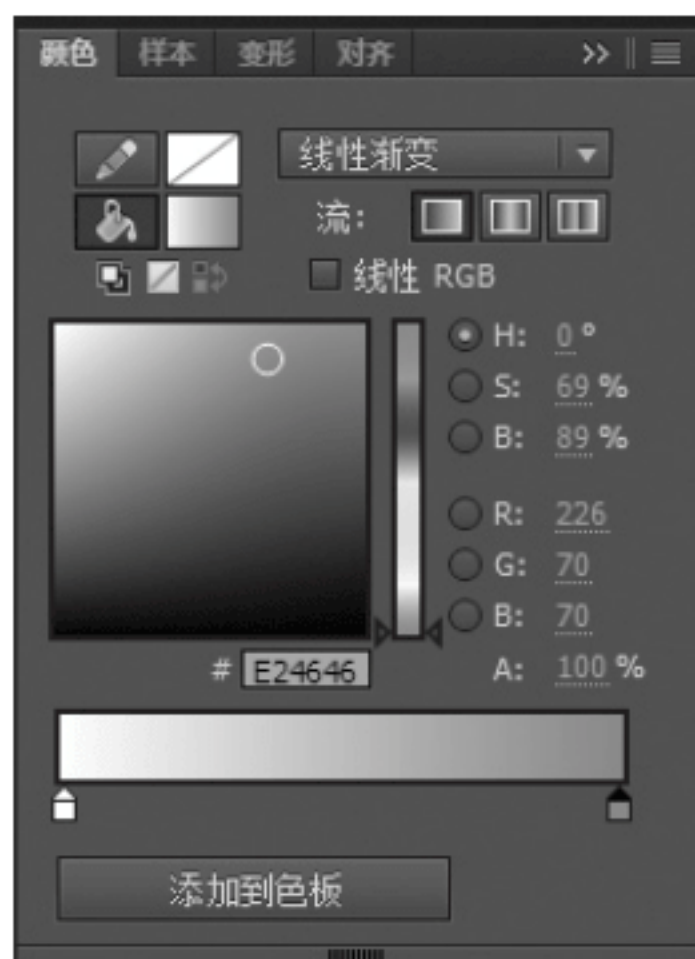 颜色 样本 变形 对齐
线性渐变
流:
线性 RGB
H: 0 °
S: 69 %
B: 89 %
R: 226
G: 70
B: 70
# E24646 A: 100 %
添加到色板